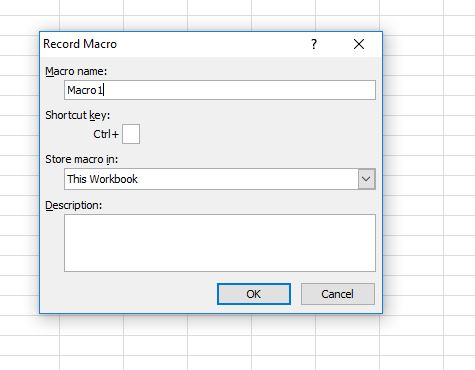 Record Macro ?
Macro name:
Macro1
Shortcut key:
Ctrl+
Store macro in:
This Workbook
Description:
OK Cancel